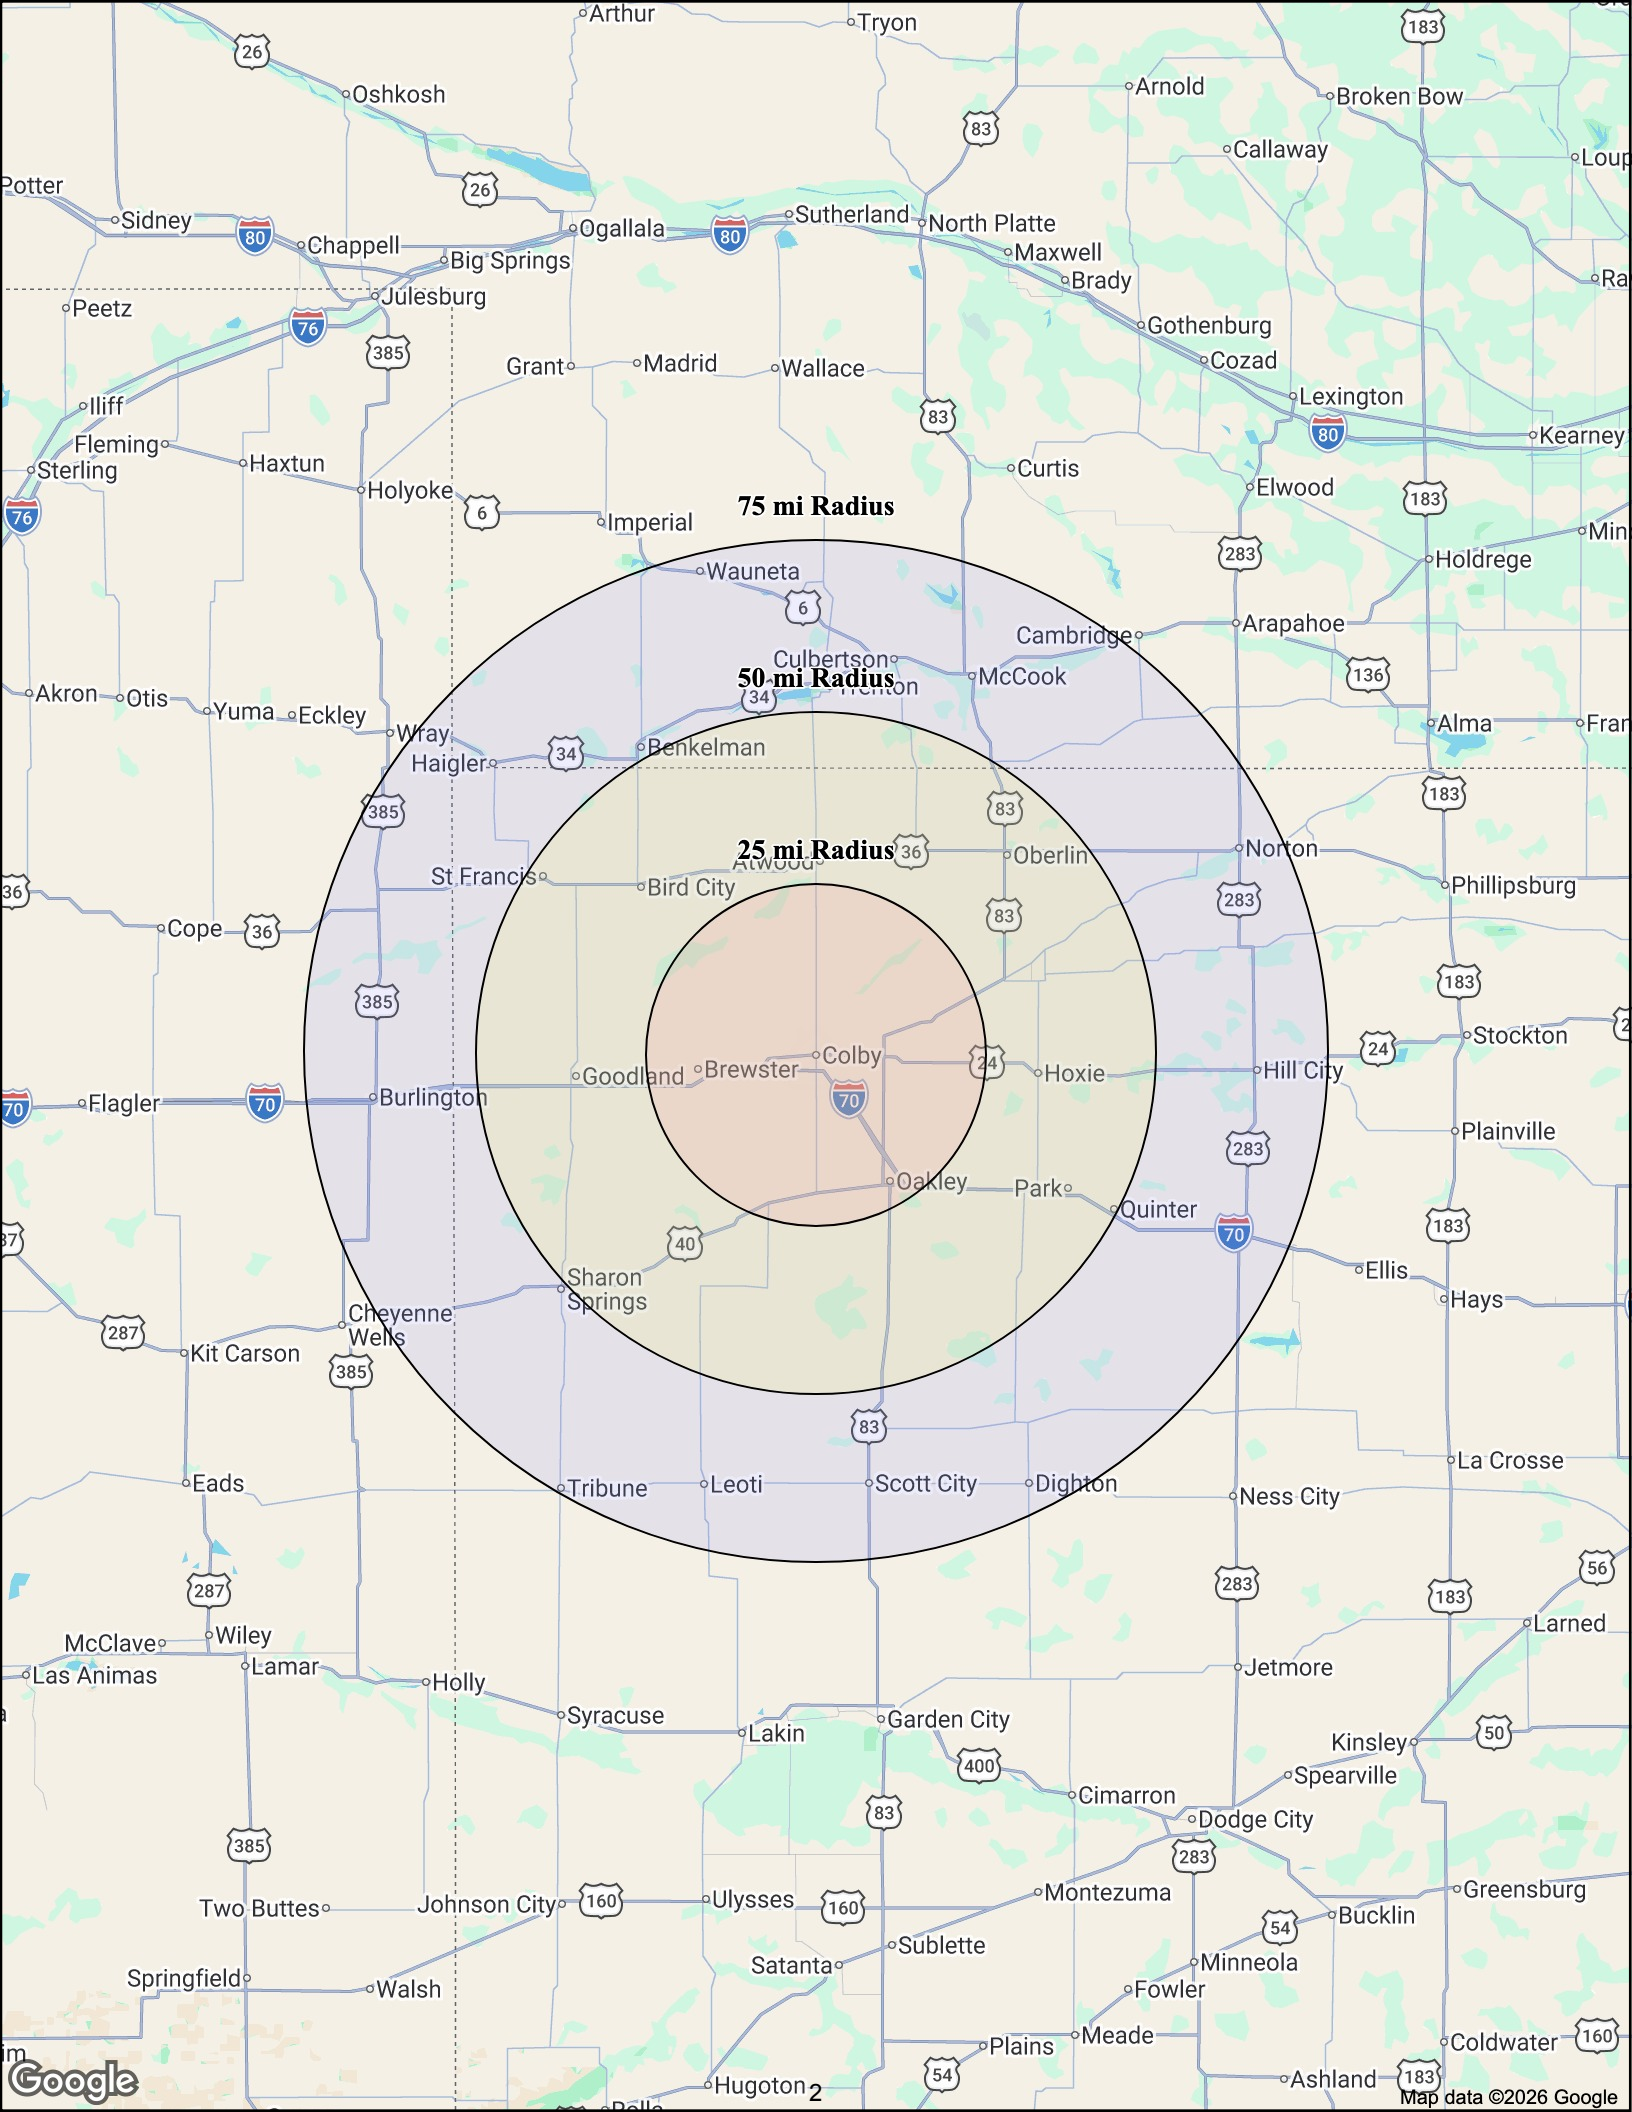 Arthur
Tryon
183
26
Oshkosh
Arnold
Broken Bow
83
Callaway
Loup
Potter
26
Sidney
80
Chappell
Ogallala
80
Sutherland
North Platte
Maxwell
Big Springs
Brady
Ra
Julesburg
Peetz
76
Gothenburg
385
Grant
Madrid
Wallace
Cozad
Lexington
Iliff
83
80
Kearney
Fleming
Haxtun
Sterling
Curtis
Holyoke
Elwood
183
75 mi Radius
76
6
Imperial
Min
283
Holdrege
Wauneta
6
Arapahoe
Cambridge
Culbertson
136
50 mi Radius
McCook
Trenton
34
Akron
Otis
Yuma
Eckley
Wray
Alma
Fran
34
Benkelman
Haigler
385
83
183
25 mi Radius
36
Norton
Oberlin
Atwood
St Francis
Bird City
Phillipsburg
36
283
83
Cope
36
183
385
Stockton
2
24
Colby
24
Brewster
Goodland
Hoxie
Hill City
70
Flagler
70
Burlington
70
Plainville
283
Oakley
Park
Quinter
183
70
37
40
Ellis
Sharon
Springs
Hays
Cheyenne
Wells
287
Kit Carson
385
83
La Crosse
Eads
Tribune
Leoti
Scott City
Dighton
Ness City
56
287
283
183
Larned
Wiley
McClave
Lamar
Las Animas
Jetmore
Holly
a
Syracuse
Lakin
Garden City
50
Kinsley
400
Spearville
Cimarron
83
Dodge City
385
283
Greensburg
Montezuma
Two Buttes
Johnson City
160
Ulysses
160
Bucklin
54
Sublette
Satanta
Minneola
Springfield
Walsh
Fowler
Meade
160
Plains
Coldwater
im
54
183
Google
Hugoton
2
Ashland
Map data ©2026 Google